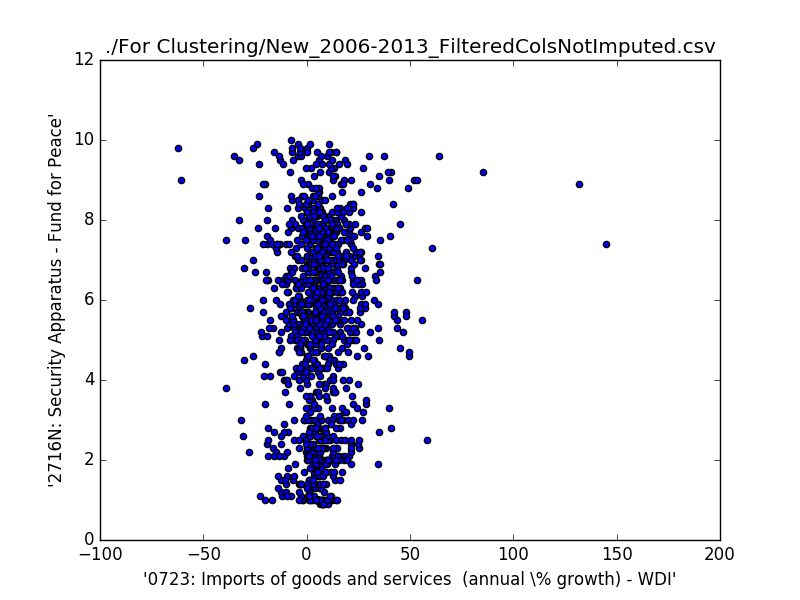 ./For Clustering/New_2006-2013_FilteredColsNotImputed.csv
12
10
8
6
4
2
0
'2716N: Security Apparatus - Fund for Peace'
−100 −50 0 50 100 150 200
'0723: Imports of goods and services  (annual \% growth) - WDI'